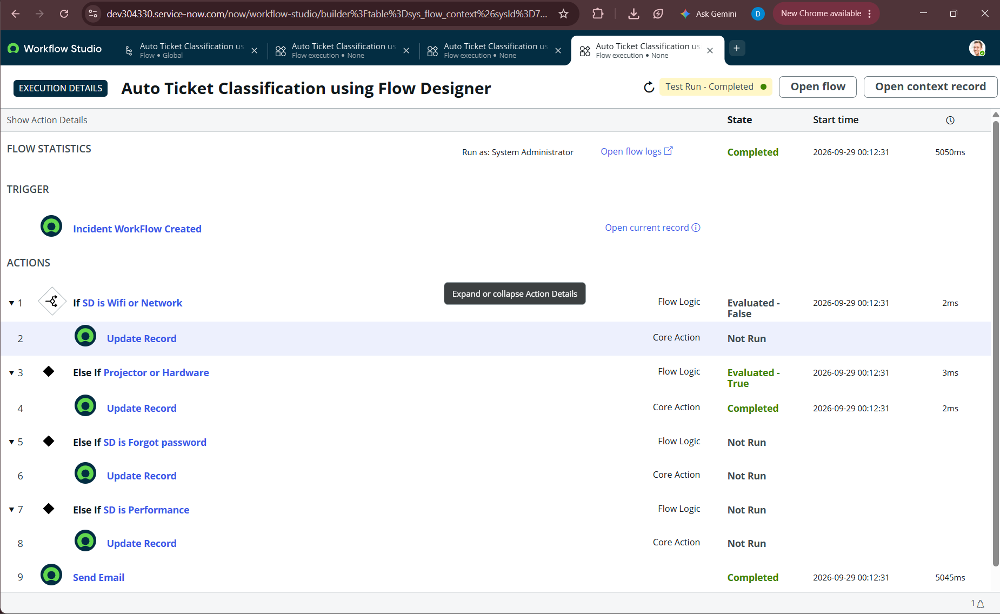 dev304330.service-now.com/now/workflow-studio/builder%3Ftable%3Dsys_flow_context%26sysId%3D7...
Ask Gemini
D
New Chrome available
Workflow Studio
Auto Ticket Classification us
Flow • Global
Auto Ticket Classification us
Flow execution • None
Auto Ticket Classification us
Flow execution • None
Auto Ticket Classification us
Flow execution • None
EXECUTION DETAILS
Auto Ticket Classification using Flow Designer
Test Run - Completed
Open flow
Open context record
Show Action Details
State
Start time
FLOW STATISTICS
Run as: System Administrator
Open flow logs
Completed
2026-09-29 00:12:31
5050ms
TRIGGER
Incident WorkFlow Created
Open current record
ACTIONS
Expand or collapse Action Details
1 If SD is Wifi or Network Flow Logic Evaluated - False 2026-09-29 00:12:31 2ms
2 Update Record Core Action Not Run
3 Else If Projector or Hardware Flow Logic Evaluated - True 2026-09-29 00:12:31 3ms
4 Update Record Core Action Completed 2026-09-29 00:12:31 2ms
5 Else If SD is Forgot password Flow Logic Not Run
6 Update Record Core Action Not Run
7 Else If SD is Performance Flow Logic Not Run
8 Update Record Core Action Not Run
9 Send Email Completed 2026-09-29 00:12:31 5045ms
1